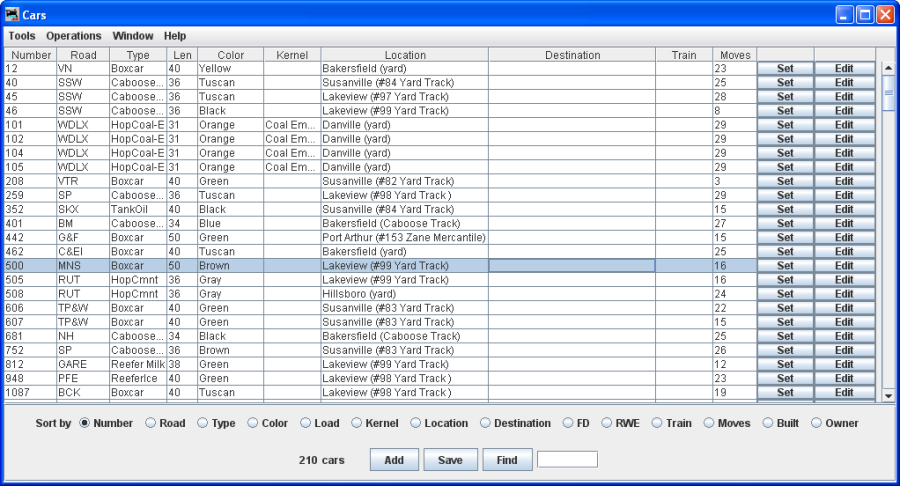 Cars
Tools Operations Window Help
Number Road Type Len Color Kernel Location Destination Train Moves
12 VN Boxcar 40 Yellow Bakersfield (yard) 23 Set Edit
40 SSW Caboose... 36 Tuscan Susanville (#84 Yard Track) 25 Set Edit
45 SSW Caboose... 36 Tuscan Lakeview (#97 Yard Track) 28 Set Edit
46 SSW Caboose... 36 Black Lakeview (#99 Yard Track) 8 Set Edit
101 WDLX HopCoal-E 31 Orange Coal Em... Danville (yard) 29 Set Edit
102 WDLX HopCoal-E 31 Orange Coal Em... Danville (yard) 29 Set Edit
104 WDLX HopCoal-E 31 Orange Coal Em... Danville (yard) 29 Set Edit
105 WDLX HopCoal-E 31 Orange Coal Em... Danville (yard) 29 Set Edit
208 VTR Boxcar 40 Green Susanville (#82 Yard Track) 3 Set Edit
259 SP Caboose... 36 Tuscan Lakeview (#98 Yard Track ) 29 Set Edit
352 SKX TankOil 40 Black Susanville (#84 Yard Track) 15 Set Edit
401 BM Caboose... 34 Blue Bakersfield (Caboose Track) 27 Set Edit
442 G&F Boxcar 50 Green Port Arthur (#153 Zane Mercantile) 15 Set Edit
462 C&EI Boxcar 40 Tuscan Bakersfield (yard) 25 Set Edit
500 MNS Boxcar 50 Brown Lakeview (#99 Yard Track) 16 Set Edit
505 RUT HopCmnt 36 Gray Lakeview (#99 Yard Track) 16 Set Edit
508 RUT HopCmnt 36 Gray Hillsboro (yard) 24 Set Edit
606 TP&W Boxcar 40 Green Susanville (#83 Yard Track) 22 Set Edit
607 TP&W Boxcar 40 Green Susanville (#83 Yard Track) 15 Set Edit
681 NH Caboose... 34 Black Bakersfield (Caboose Track) 25 Set Edit
752 SP Caboose... 36 Brown Susanville (#83 Yard Track) 26 Set Edit
812 GARE Reefer Milk 38 Green Lakeview (#99 Yard Track) 12 Set Edit
948 PFE ReeferIce 40 Green Lakeview (#98 Yard Track ) 23 Set Edit
1087 BCK Boxcar 40 Tuscan Lakeview (#98 Yard Track ) 19 Set Edit
Sort by Number Road Type Color Load Kernel Location Destination FD RWE Train Moves Built Owner
210 cars Add Save Find